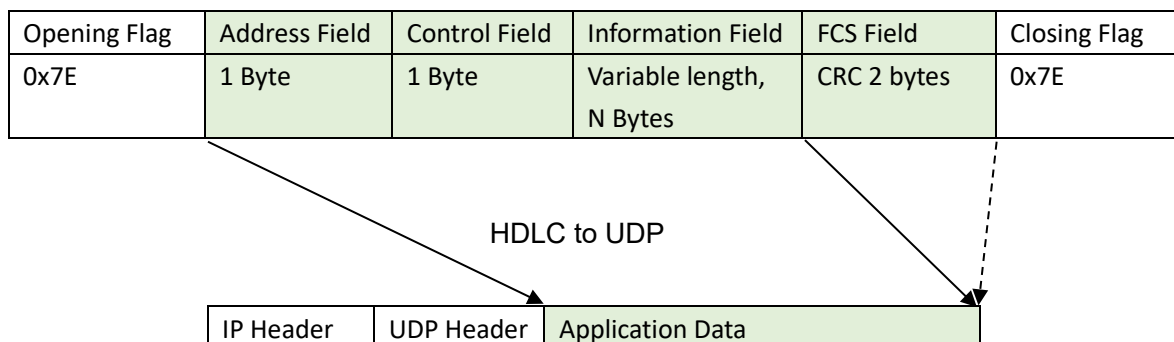 Opening Flag Address Field Control Field Information Field FCS Field Closing Flag
0x7E 1 Byte 1 Byte Variable length, CRC 2 bytes 0x7E
N Bytes
HDLC to UDP
IP Header UDP Header Application Data